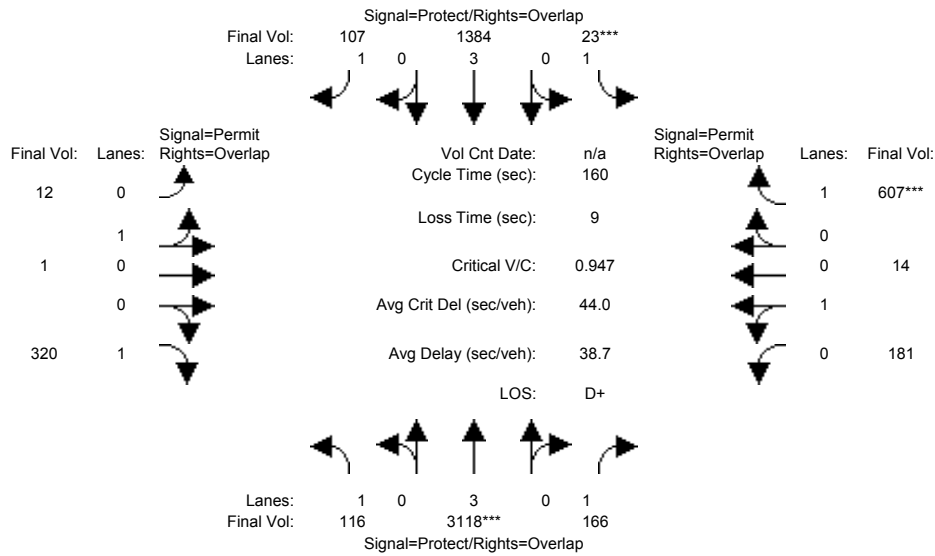 Signal=Protect/Rights=Overlap
Final Vol: 107 1384 23***
Lanes: 1 0 3 0 1
Signal=Permit Signal=Permit
Final Vol: Lanes: Rights=Overlap Vol Cnt Date: n/a Rights=Overlap Lanes: Final Vol:
Cycle Time (sec): 160
12 0 1 607***
Loss Time (sec): 9
1 0
1 0 Critical V/C: 0.947 0 14
0 Avg Crit Del (sec/veh): 44.0 1
320 1 Avg Delay (sec/veh): 38.7 0 181
LOS: D+
Lanes: 1 0 3 0 1
Final Vol: 116 3118*** 166
Signal=Protect/Rights=Overlap